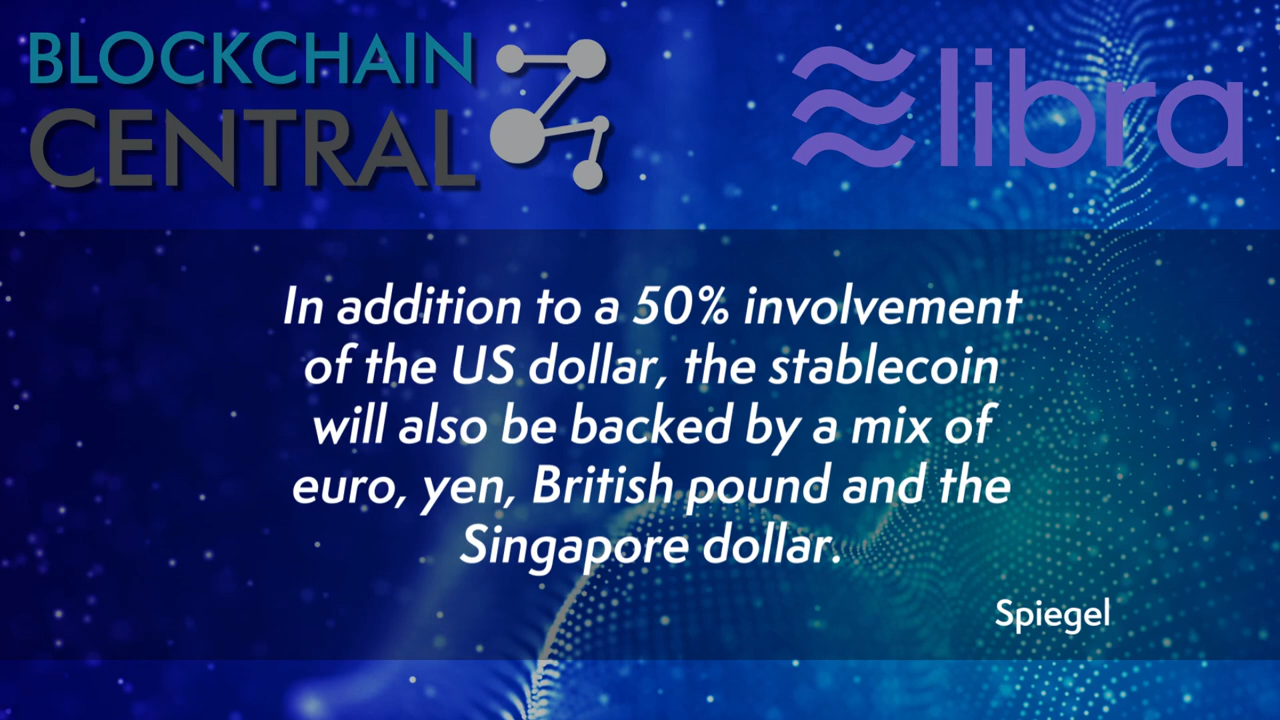 BLOCKCHAIN
CENTRAL
libra
In addition to a 50% involvement
of the US dollar, the stablecoin
will also be backed by a mix of
euro, yen, British pound and the
Singapore dollar.
Spiegel